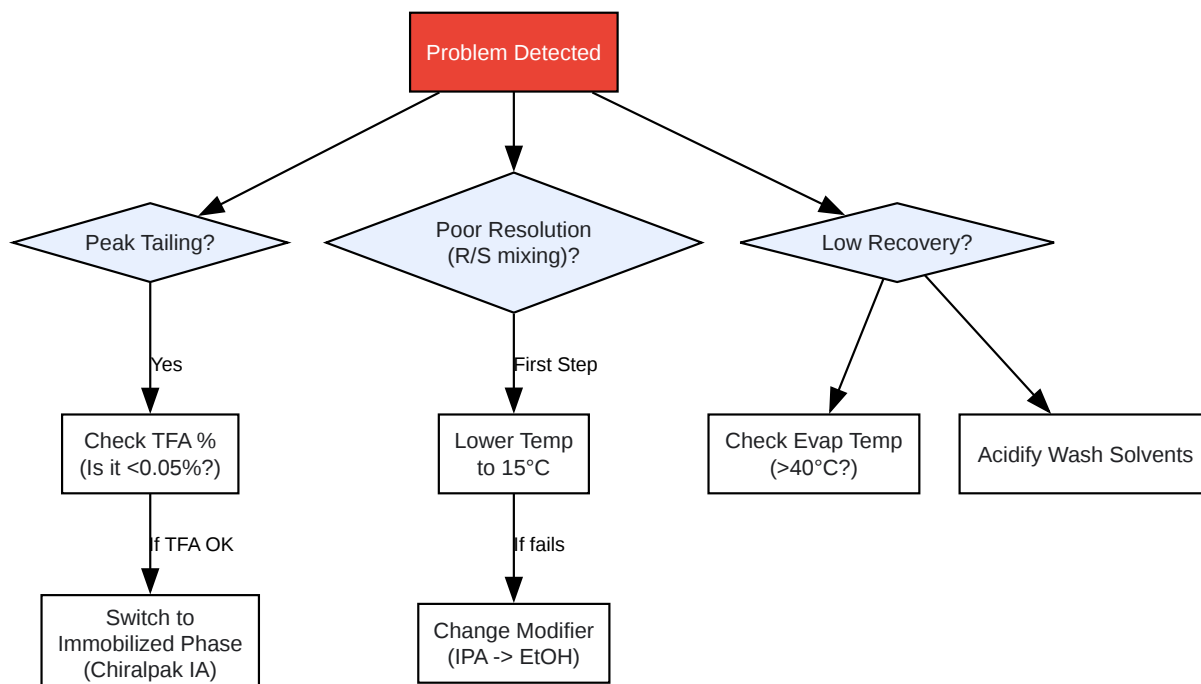 Problem Detected
Peak Tailing?
Poor Resolution
(R/S mixing)?
Low Recovery?
Yes
First Step
Check TFA %
(Is it <0.05%?)
Lower Temp
to 15°C
Check Evap Temp
(>40°C?)
Acidify Wash Solvents
If TFA OK
If fails
Switch to
Immobilized Phase
(Chiralpak IA)
Change Modifier
(IPA -> EtOH)